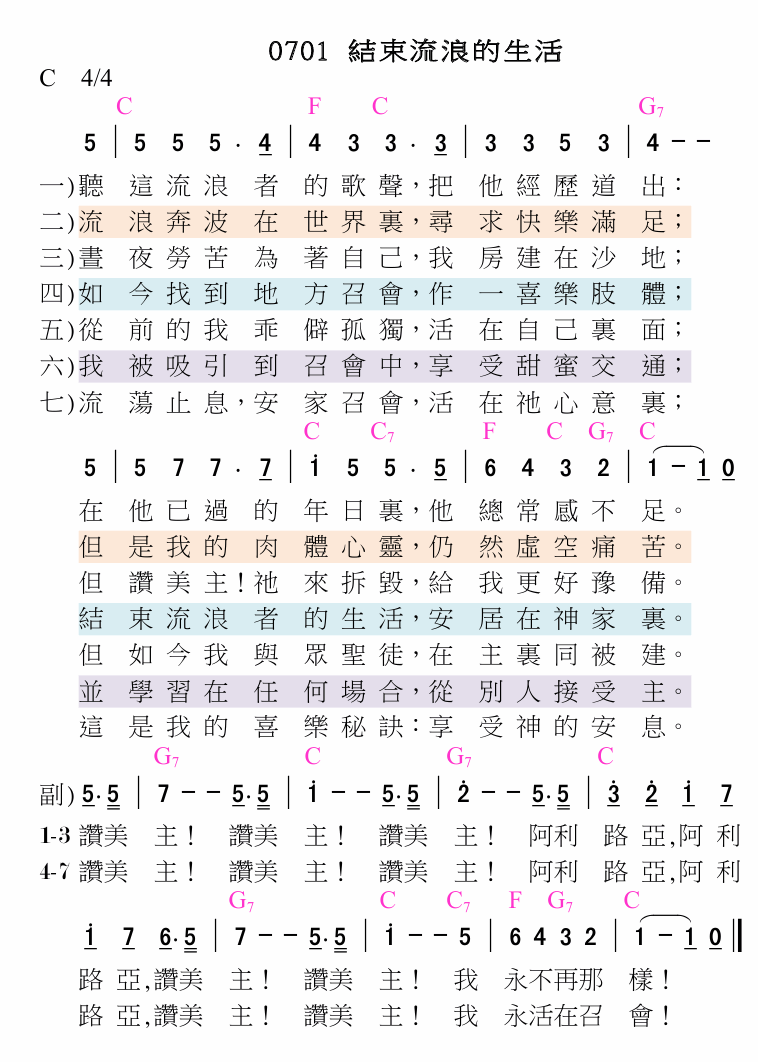 0701 結束流浪的生活
C 4/4
C F C G7
5 | 5 5 5 · 4 | 4 3 3 · 3 | 3 3 5 3 | 4 - -
一)聽 這流浪者的歌聲，把他經歷道出：
二)流 浪奔波在世界裏，尋求快樂滿足；
三)晝 夜勞苦為著自己，我房建在沙地；
四)如 今找到地方召會，作一喜樂肢體；
五)從 前的我乖僻孤獨，活在自己裏面；
六)我 被吸引到召會中，享受甜蜜交通；
七)流 蕩止息，安家召會，活在祂心意裏；
C C7 F C G7 C
5 | 5 7 7 · 7 | 1 5 5 · 5 | 6 4 3 2 | 1 - 1 0
在他已過的年日裏，他總常感不足。
但是我的肉體心靈，仍然虛空痛苦。
但讚美主！祂來拆毀，給我更好豫備。
結束流浪者的生活，安居在神家裏。
但如今我與眾聖徒，在主裏同被建。
並學習在任何場合，從別人接受主。
這是我的喜樂秘訣：享受神的安息。
G7 C G7 C
副) 5·5 | 7 - - 5·5 | 1 - - 5·5 | 2 - - 5·5 | 3 2 1 7
1-3 讚美 主！ 讚美 主！ 讚美 主！ 阿利 路亞,阿利
4-7 讚美 主！ 讚美 主！ 讚美 主！ 阿利 路亞,阿利
G7 C C7 F G7 C
1 7 6·5 | 7 - - 5·5 | 1 - 5 | 6 4 3 2 | 1 - 1 0 ||
路亞,讚美 主！ 讚美 主！ 我 永不再那 樣！
路亞,讚美 主！ 讚美 主！ 我 永活在召 會！